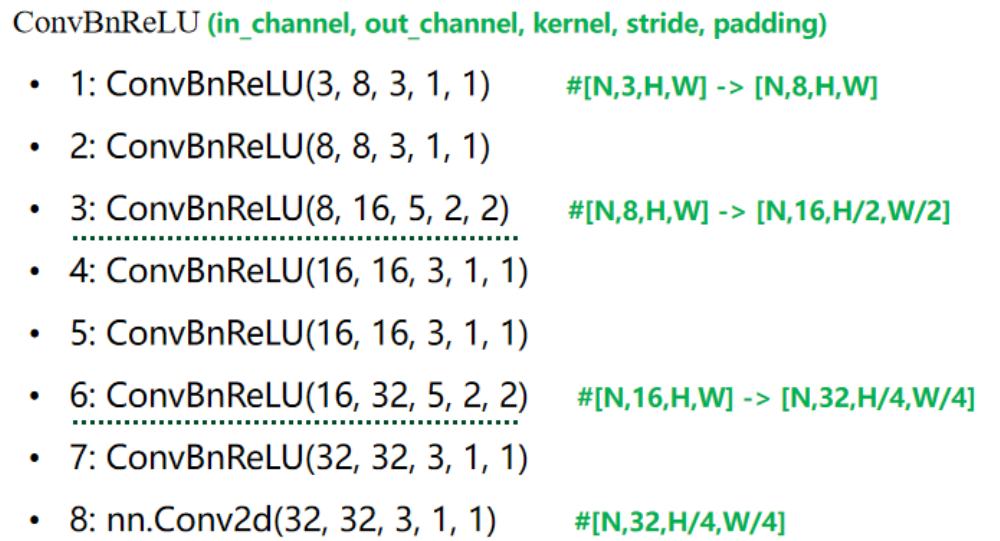 ConvBnReLU (in_channel, out_channel, kernel, stride, padding)
• 1: ConvBnReLU(3, 8, 3, 1, 1) #[N,3,H,W] -> [N,8,H,W]
• 2: ConvBnReLU(8, 8, 3, 1, 1)
• 3: ConvBnReLU(8, 16, 5, 2, 2) #[N,8,H,W] -> [N,16,H/2,W/2]
• 4: ConvBnReLU(16, 16, 3, 1, 1)
• 5: ConvBnReLU(16, 16, 3, 1, 1)
• 6: ConvBnReLU(16, 32, 5, 2, 2) #[N,16,H,W] -> [N,32,H/4,W/4]
• 7: ConvBnReLU(32, 32, 3, 1, 1)
• 8: nn.Conv2d(32, 32, 3, 1, 1) #[N,32,H/4,W/4]